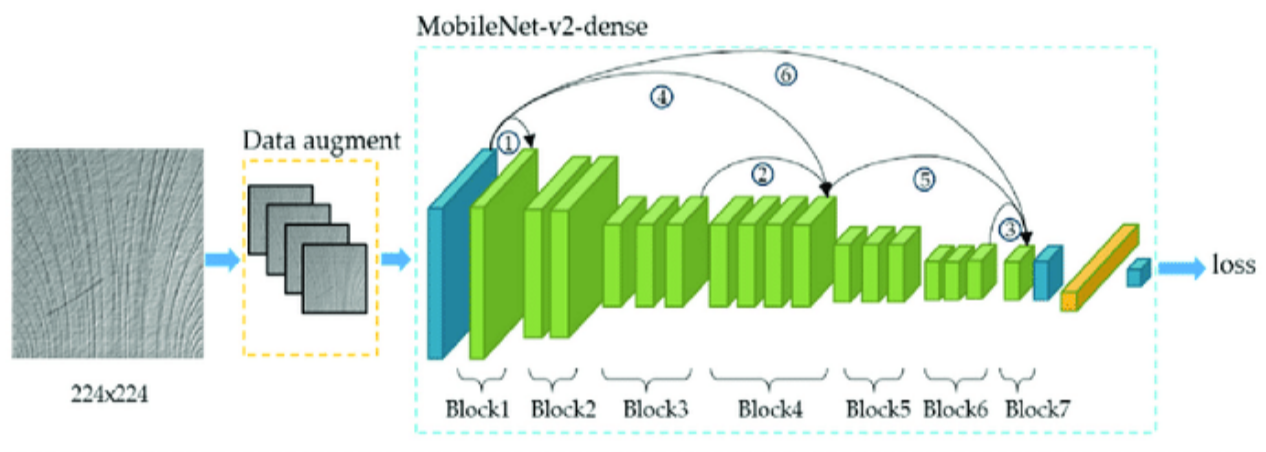 MobileNet-v2-dense
Data augment
⑥
④
①
②
⑤
③
loss
224x224
Block1 Block2 Block3 Block4 Block5 Block6 Block7